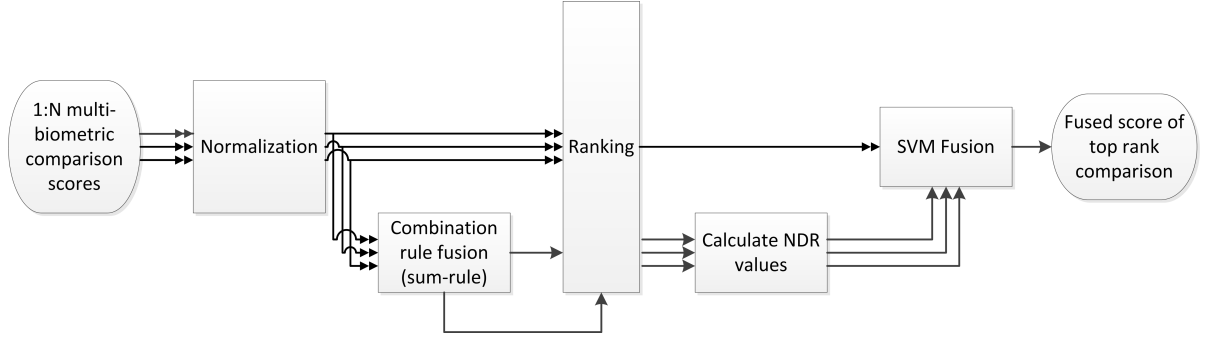 1:N multi-
biometric
comparison
scores
Normalization
Combination
rule fusion
(sum-rule)
Ranking
Calculate NDR
values
SVM Fusion
Fused score of
top rank
comparison